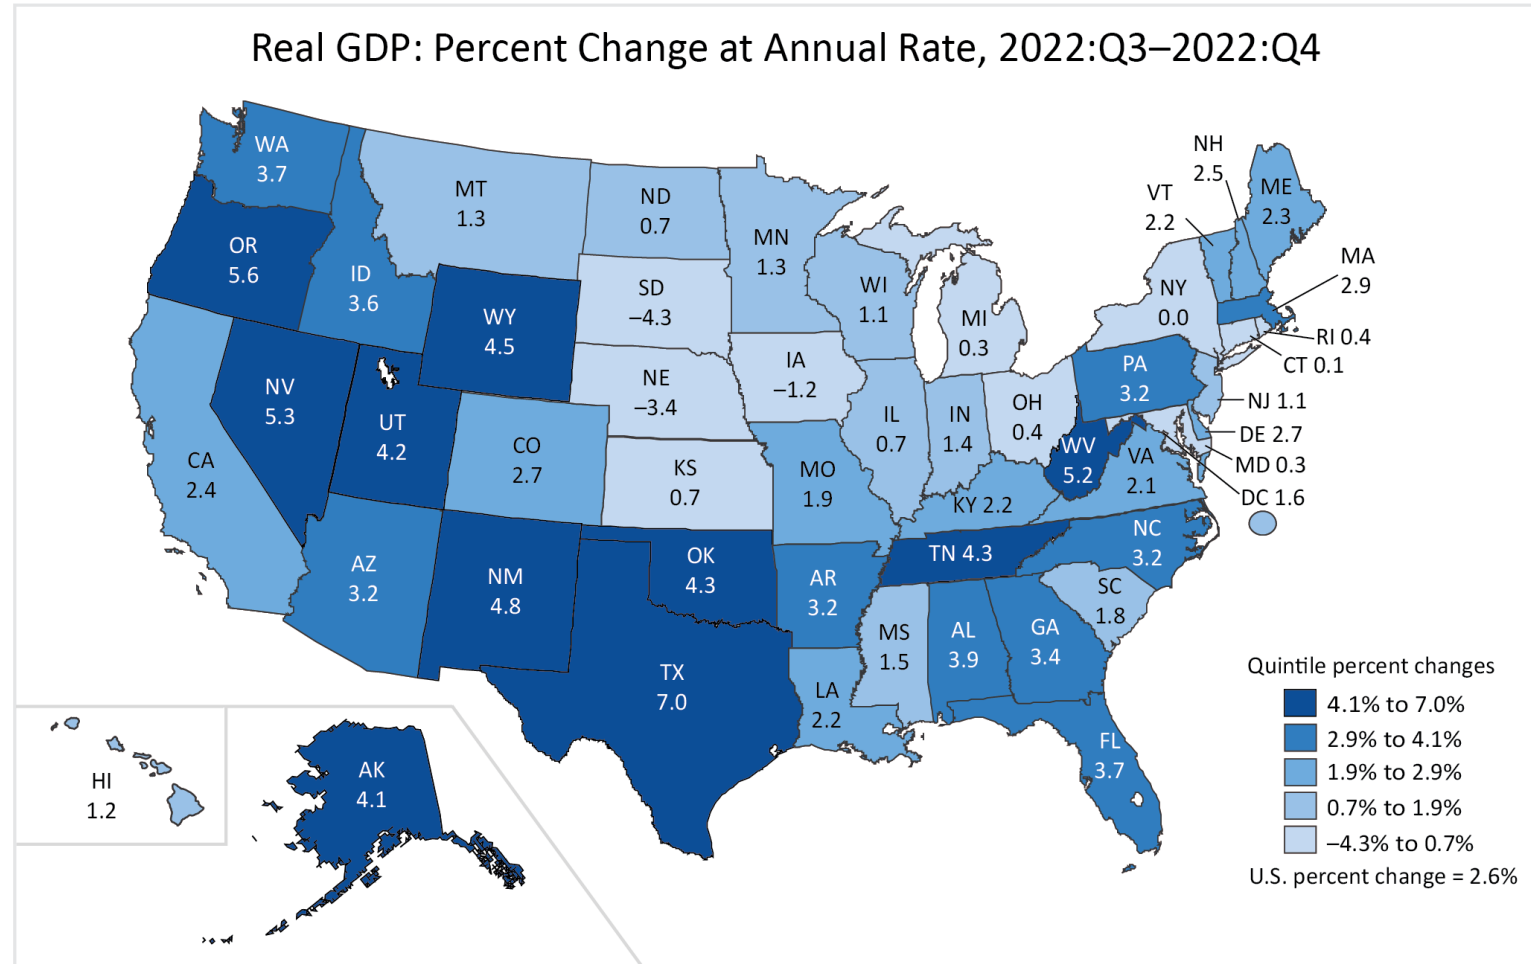 Real GDP: Percent Change at Annual Rate, 2022:Q3–2022:Q4
WA
3.7
OR
5.6
ID
3.6
MT
1.3
ND
0.7
MN
1.3
WI
1.1
MI
0.3
SD
–4.3
WY
4.5
NE
–3.4
IA
–1.2
NV
5.3
UT
4.2
CA
2.4
CO
2.7
KS
0.7
MO
1.9
IL
0.7
IN
1.4
OH
0.4
WV
5.2
KY 2.2
VA
2.1
PA
3.2
NY
0.0
VT
2.2
NH
2.5
ME
2.3
MA
2.9
RI 0.4
CT 0.1
NJ 1.1
DE 2.7
MD 0.3
DC 1.6
AZ
3.2
NM
4.8
OK
4.3
TX
7.0
AR
3.2
TN 4.3
NC
3.2
SC
1.8
MS
1.5
AL
3.9
GA
3.4
LA
2.2
FL
3.7
HI
1.2
AK
4.1
Quintile percent changes
4.1% to 7.0%
2.9% to 4.1%
1.9% to 2.9%
0.7% to 1.9%
–4.3% to 0.7%
U.S. percent change = 2.6%